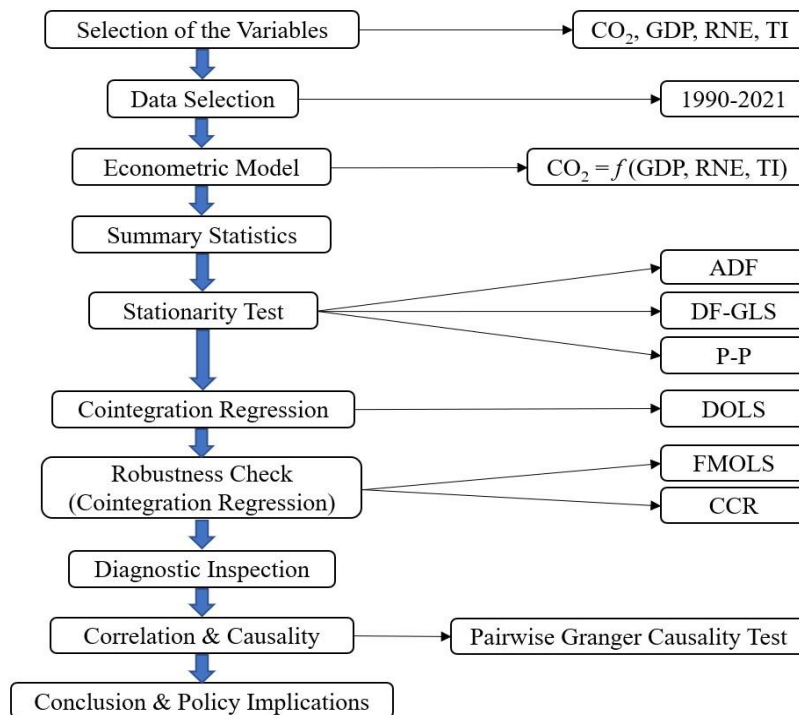 Selection of the Variables
CO₂, GDP, RNE, TI
Data Selection
1990-2021
Econometric Model
CO₂ = f (GDP, RNE, TI)
Summary Statistics
Stationarity Test
ADF
DF-GLS
P-P
Cointegration Regression
DOLS
Robustness Check
(Cointegration Regression)
FMOLS
CCR
Diagnostic Inspection
Correlation & Causality
Pairwise Granger Causality Test
Conclusion & Policy Implications